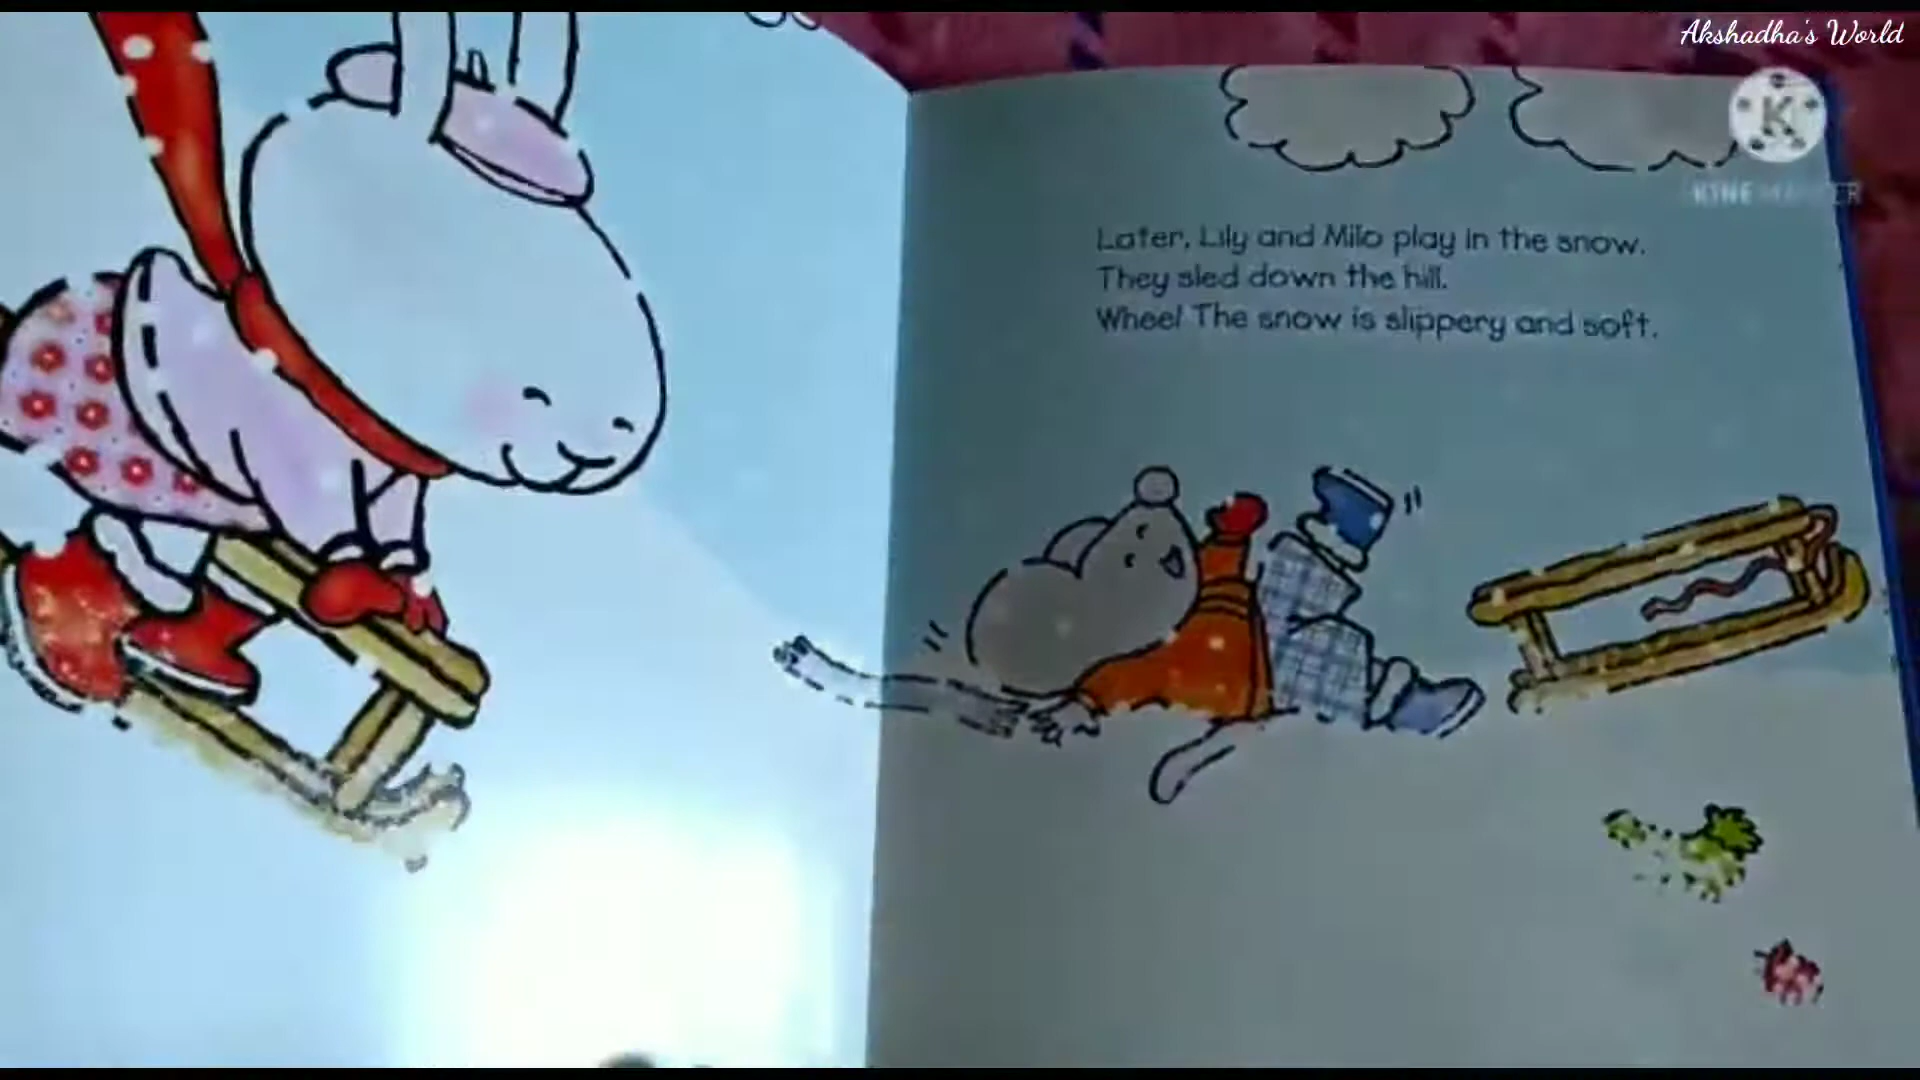 Akshadha's World
K
KINEMASTER
Later, Lily and Milo play in the snow.
They sled down the hill.
Whee! The snow is slippery and soft.